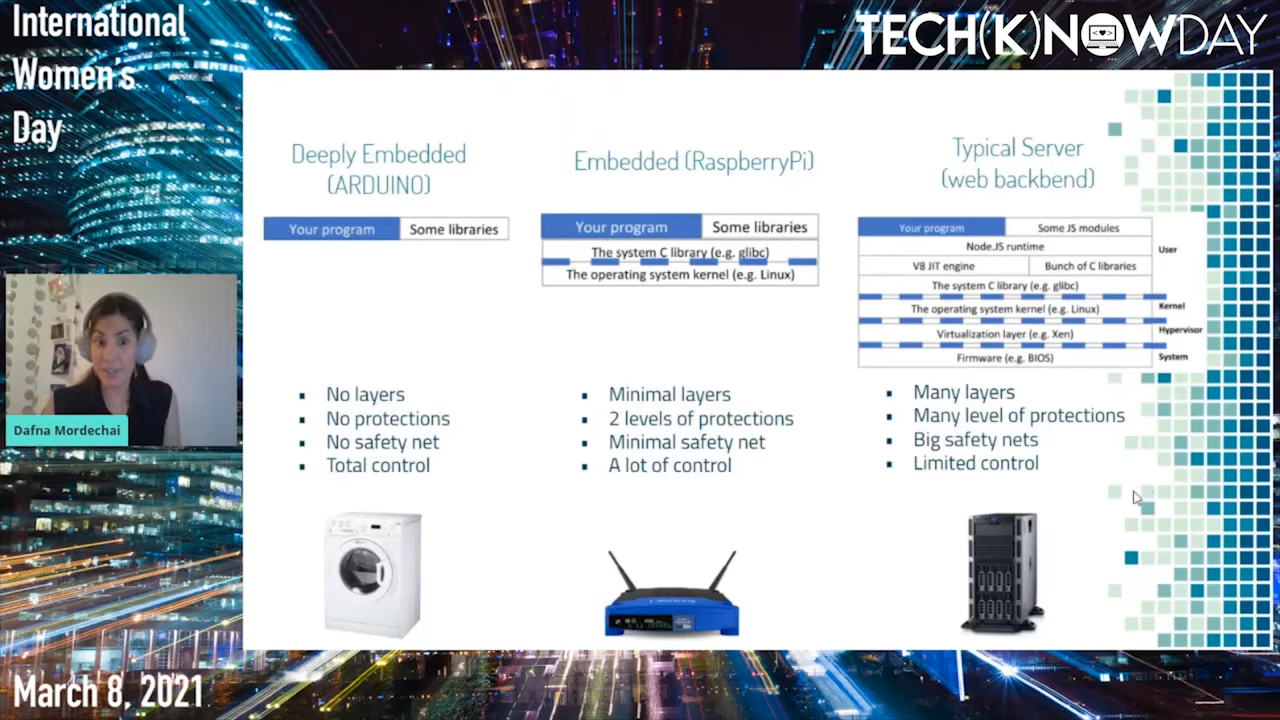 International
Women's
Day
TECH(K)NOWDAY
Deeply Embedded
(ARDUINO)
Your program
Some libraries
No layers
No protections
No safety net
Total control
Embedded (RaspberryPi)
Your program
Some libraries
The system C library (e.g. glibc)
The operating system kernel (e.g. Linux)
Minimal layers
2 levels of protections
Minimal safety net
A lot of control
Typical Server
(web backbend)
Your program
Some JS modules
Node.JS runtime
User
V8 JIT engine
Bunch of C libraries
The system C library (e.g. glibc)
The operating system kernel (e.g. Linux)
Kernel
Virtualization layer (e.g. Xen)
Hypervisor
Firmware (e.g. BIOS)
System
Many layers
Many level of protections
Big safety nets
Limited control
LINKSYS
Dafna Mordechai
March 8, 2021